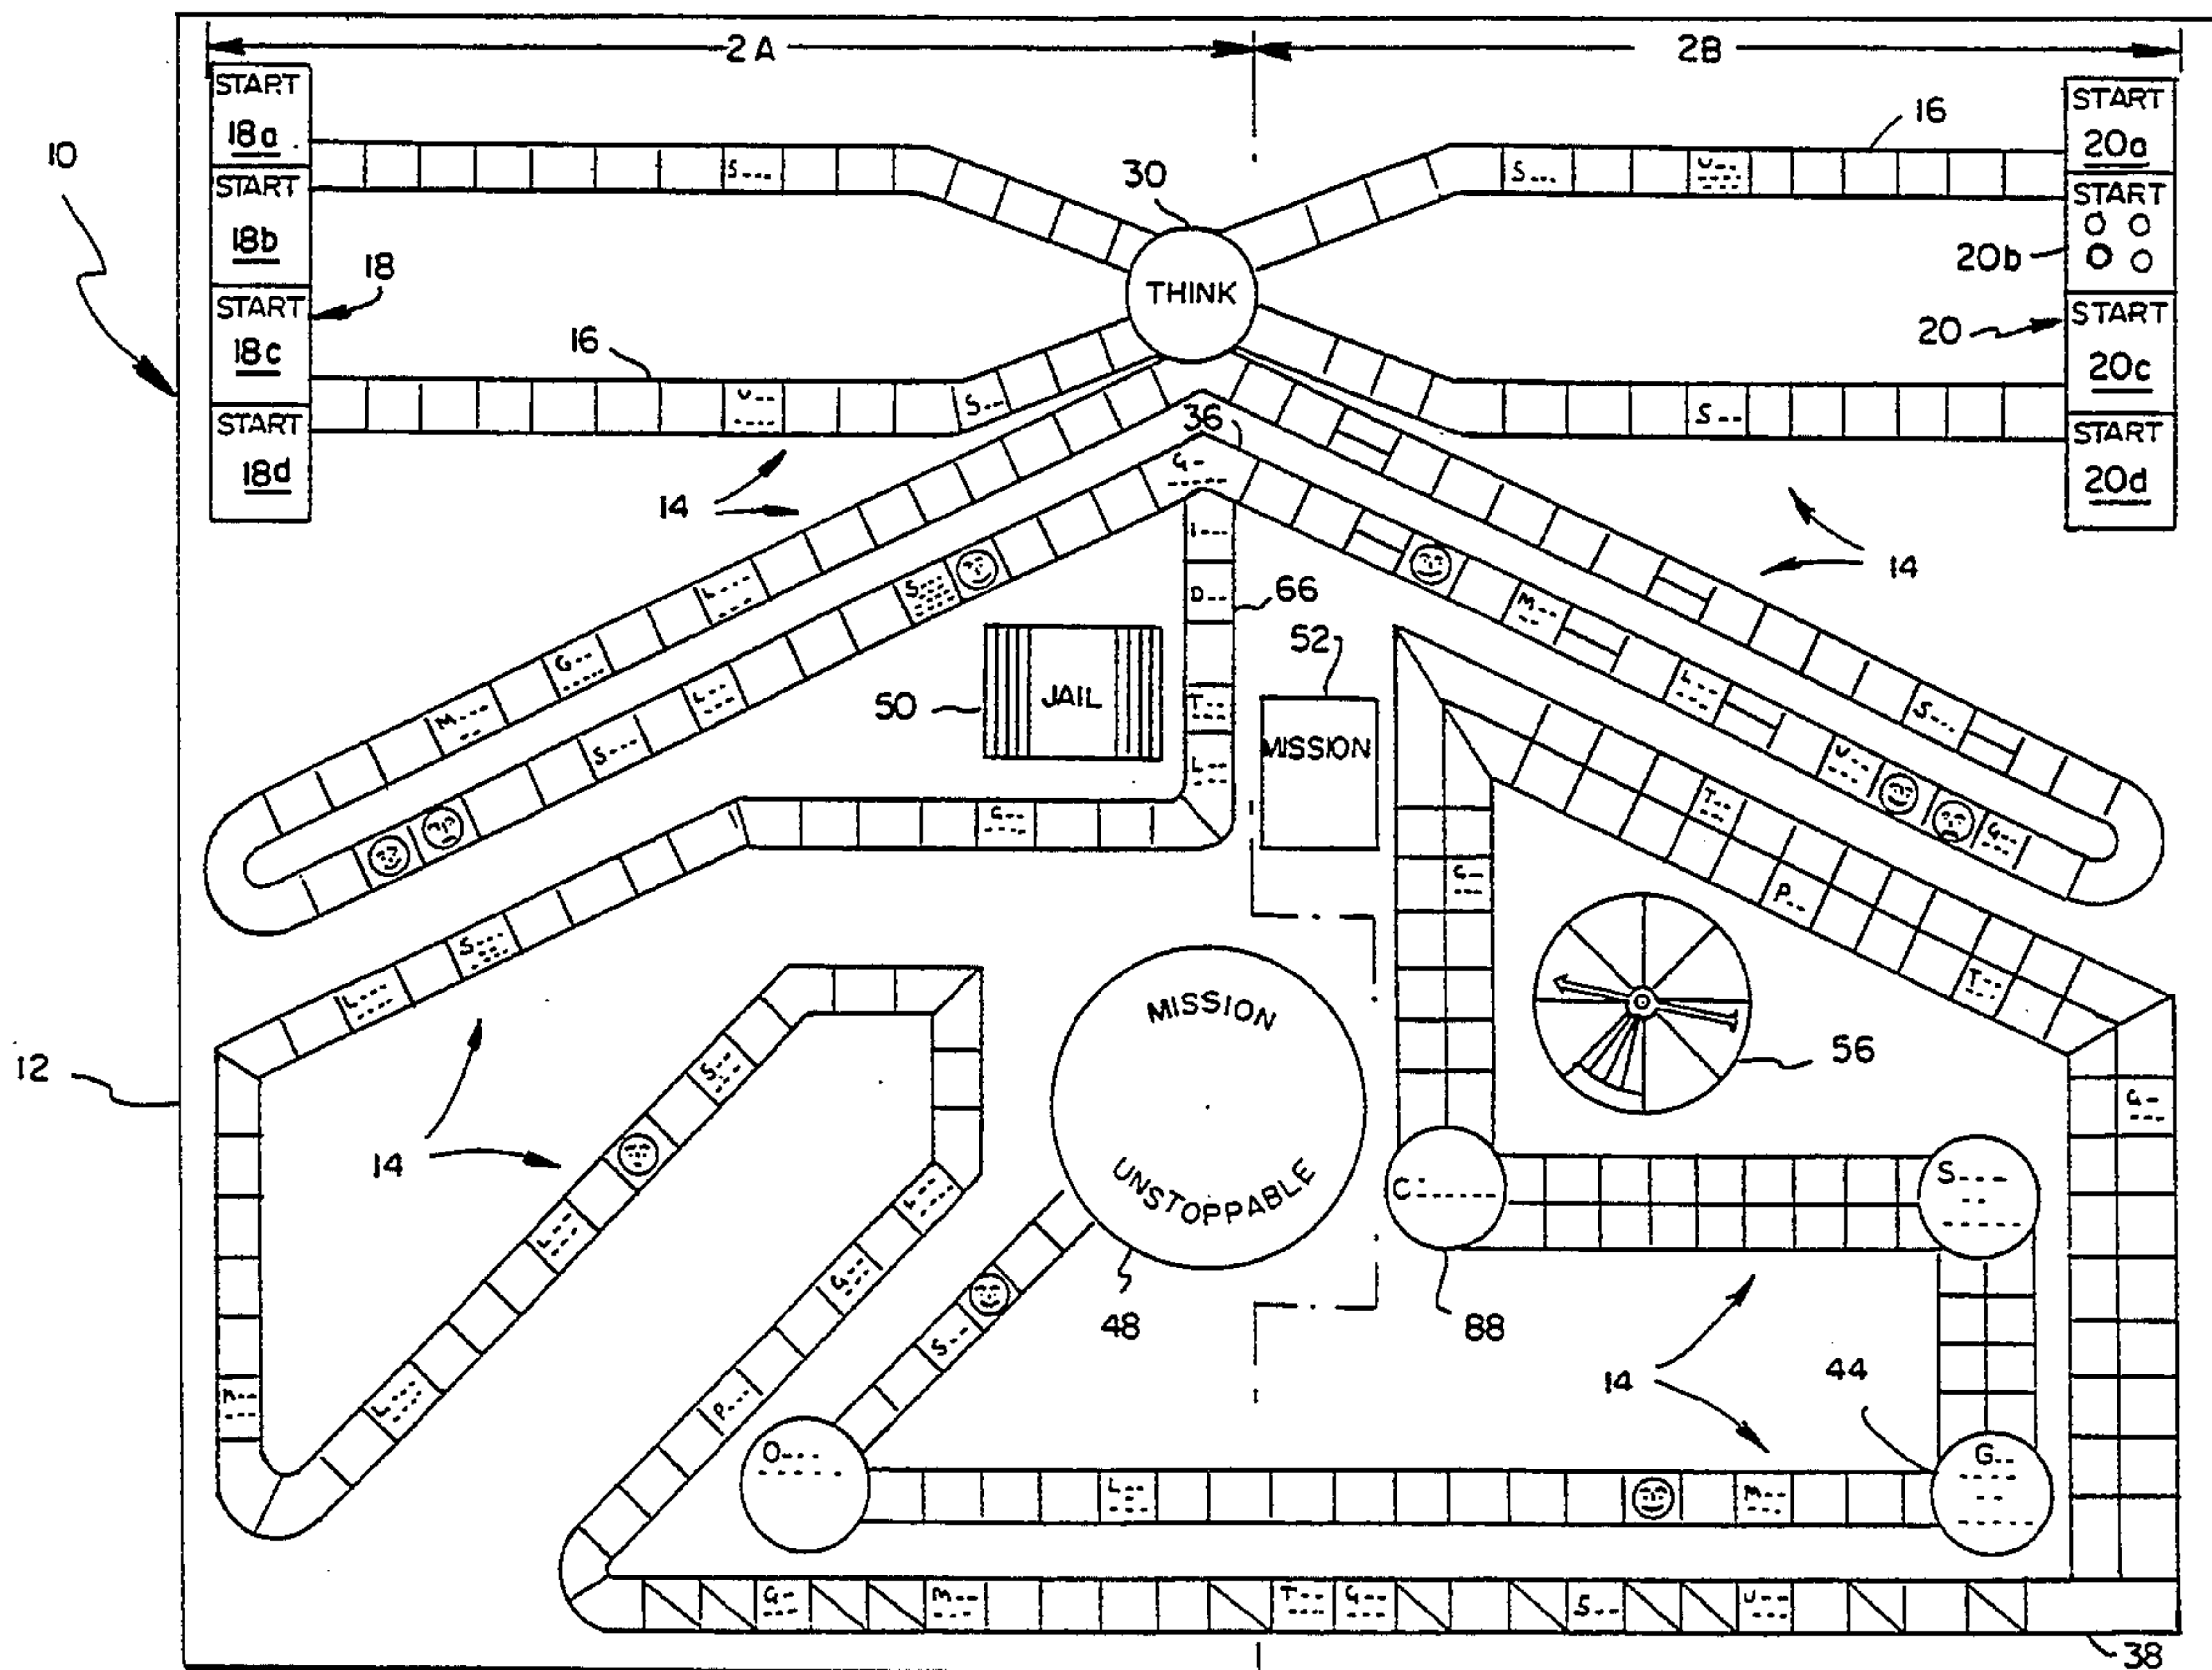 2A
2B
START
18a
START
18b
START
18c
START
18d
START
20a
START
20b
START
20c
START
20d
10
16
30
THINK
18
16
20
S---
S---
U---
U---
S---
S---
14
36
G-
14
L---
S---
I---
D---
66
M---
G---
M---
L---
S---
L---
S---
T---
L---
G---
U---
G---
50
JAIL
52
MISSION
T---
P---
T---
G-
L---
S---
12
14
S---
L---
L---
L---
G---
P---
MISSION
UNSTOPPABLE
48
56
C------
88
S----
S---
O---
L---
M---
14
44
G---
G--
M---
T---
G---
S---
U---
38